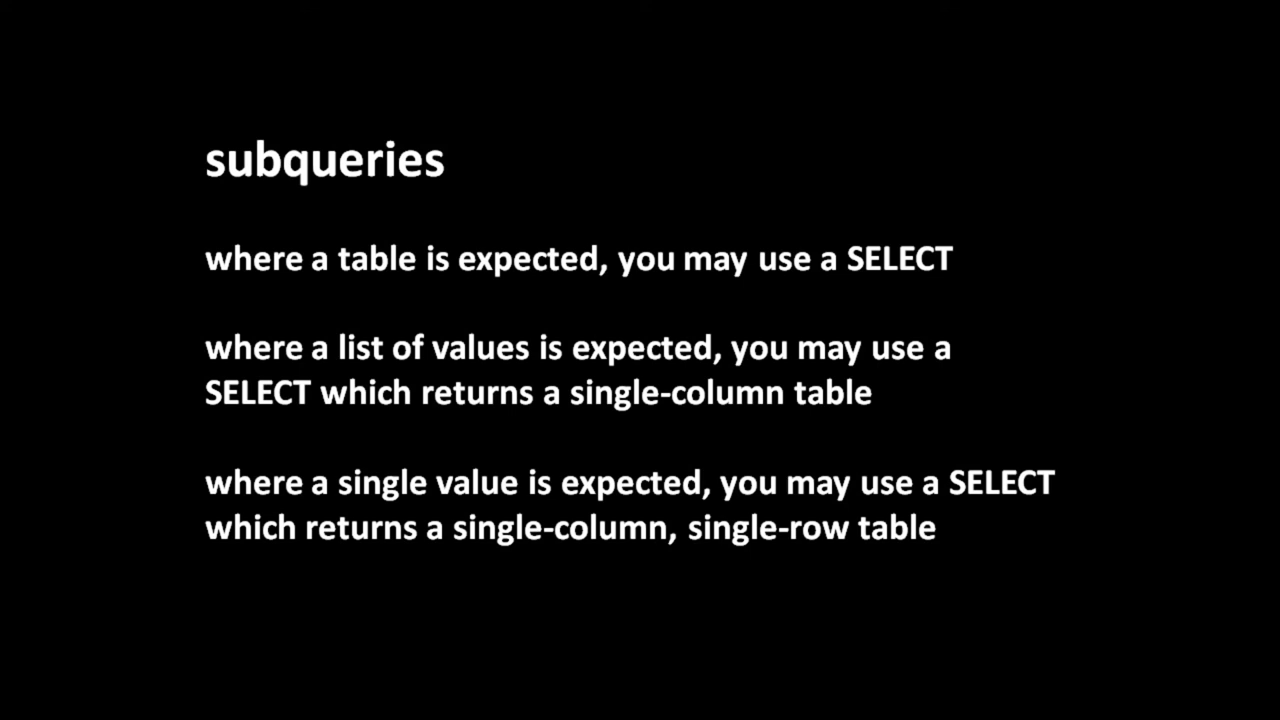 subqueries
where a table is expected, you may use a SELECT
where a list of values is expected, you may use a
SELECT which returns a single-column table
where a single value is expected, you may use a SELECT
which returns a single-column, single-row table